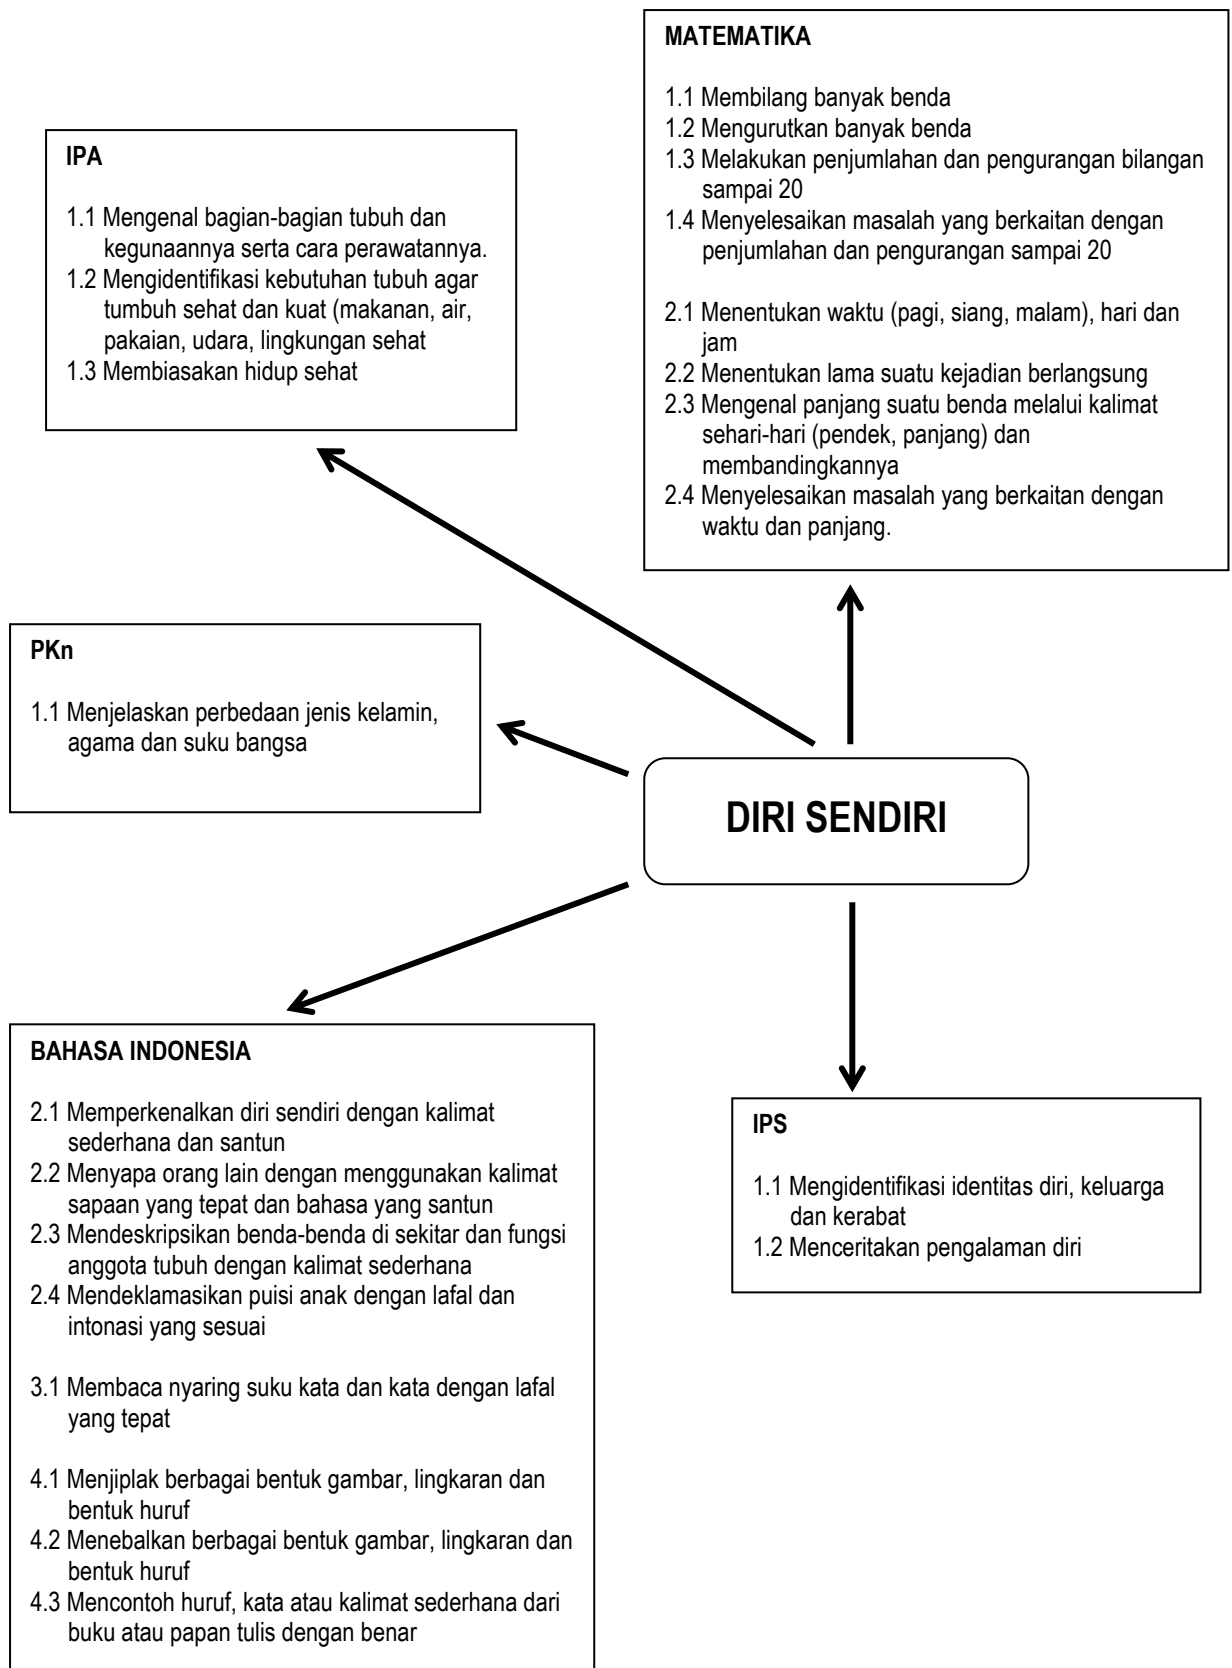 MATEMATIKA
1.1 Membilang banyak benda
1.2 Mengurutkan banyak benda
1.3 Melakukan penjumlahan dan pengurangan bilangan
sampai 20
1.4 Menyelesaikan masalah yang berkaitan dengan
penjumlahan dan pengurangan sampai 20
2.1 Menentukan waktu (pagi, siang, malam), hari dan
jam
2.2 Menentukan lama suatu kejadian berlangsung
2.3 Mengenal panjang suatu benda melalui kalimat
sehari-hari (pendek, panjang) dan
membandingkannya
2.4 Menyelesaikan masalah yang berkaitan dengan
waktu dan panjang.
IPA
1.1 Mengenal bagian-bagian tubuh dan
kegunaannya serta cara perawatannya.
1.2 Mengidentifikasi kebutuhan tubuh agar
tumbuh sehat dan kuat (makanan, air,
pakaian, udara, lingkungan sehat
1.3 Membiasakan hidup sehat
PKn
1.1 Menjelaskan perbedaan jenis kelamin,
agama dan suku bangsa
DIRI SENDIRI
BAHASA INDONESIA
2.1 Memperkenalkan diri sendiri dengan kalimat
sederhana dan santun
2.2 Menyapa orang lain dengan menggunakan kalimat
sapaan yang tepat dan bahasa yang santun
2.3 Mendeskripsikan benda-benda di sekitar dan fungsi
anggota tubuh dengan kalimat sederhana
2.4 Mendeklamasikan puisi anak dengan lafal dan
intonasi yang sesuai
3.1 Membaca nyaring suku kata dan kata dengan lafal
yang tepat
4.1 Menjiplak berbagai bentuk gambar, lingkaran dan
bentuk huruf
4.2 Menebalkan berbagai bentuk gambar, lingkaran dan
bentuk huruf
4.3 Mencontoh huruf, kata atau kalimat sederhana dari
buku atau papan tulis dengan benar
IPS
1.1 Mengidentifikasi identitas diri, keluarga
dan kerabat
1.2 Menceritakan pengalaman diri